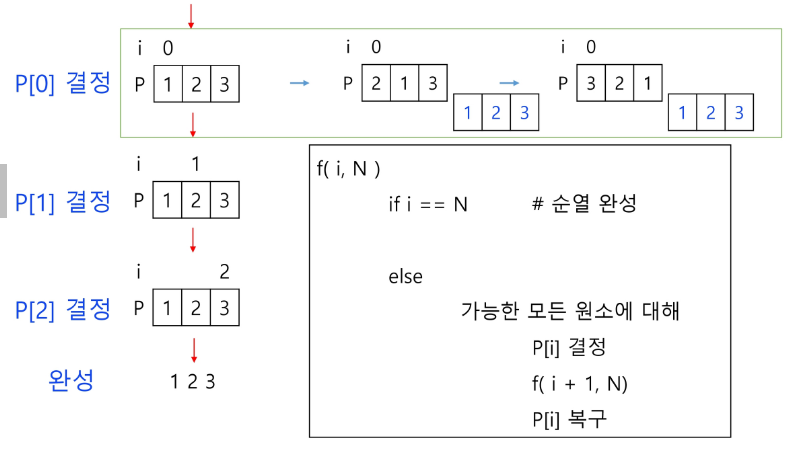 i 0
P[0] 결정 P 1 2 3
i 0
P 2 1 3
1 2 3
i 0
P 3 2 1
1 2 3
i 1
P[1] 결정 P 1 2 3
i 2
P[2] 결정 P 1 2 3
완성 1 2 3
f( i, N )
if i == N # 순열 완성
else
가능한 모든 원소에 대해
P[i] 결정
f( i + 1, N)
P[i] 복구